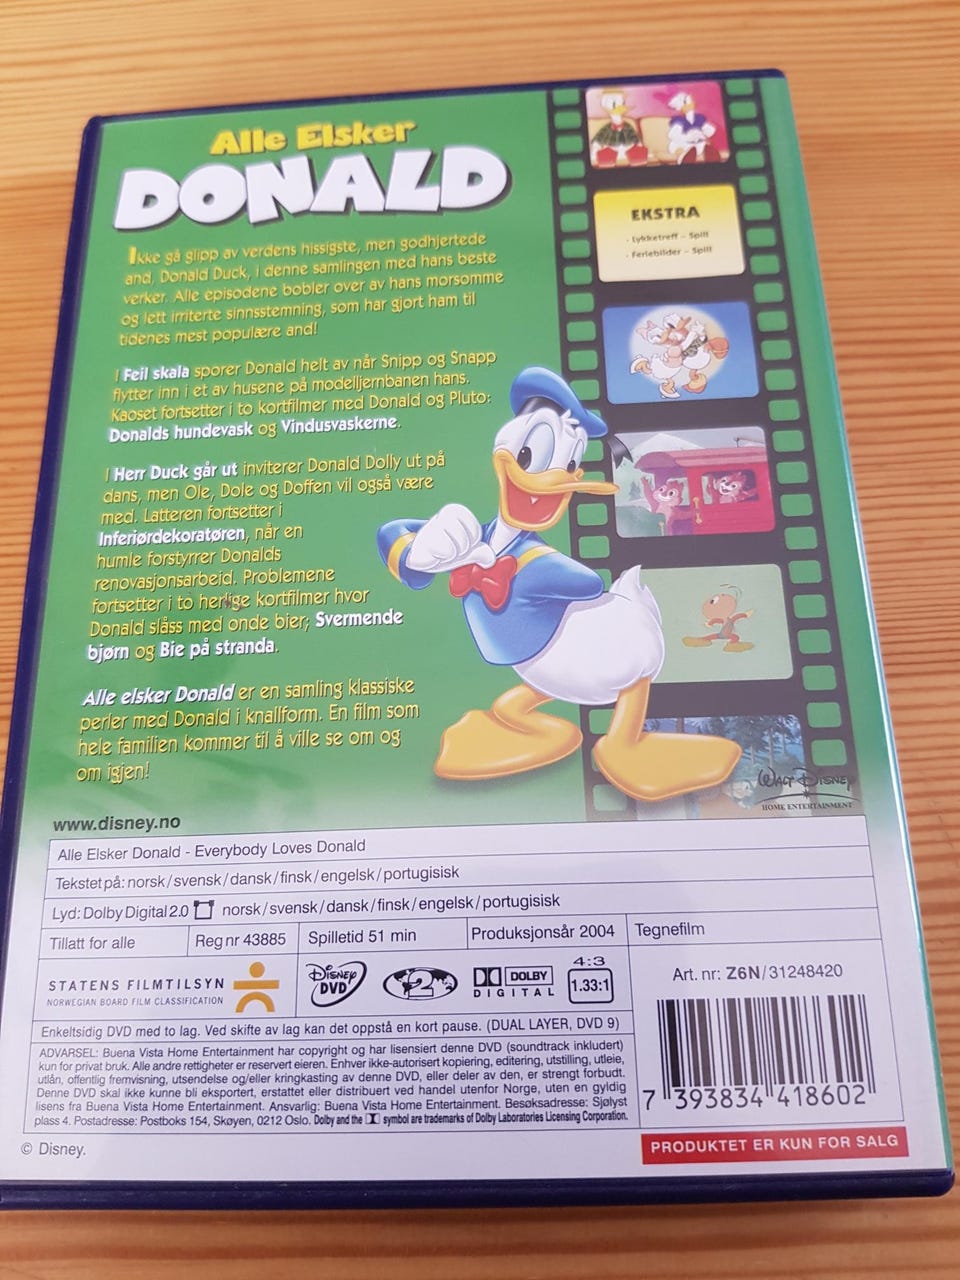 Alle Elsker
DONALD
Ikke gå glipp av verdens hissigste, men godhjertede
and, Donald Duck, i denne samlingen med hans beste
verker. Alle episodene bobler over av hans morsomme
og lett irriterte sinnsstemning, som har gjort ham til
tidenes mest populære and!
I Feil skala sporer Donald helt av når Snipp og Snapp
flytter inn i et av husene på modelljernbanen hans.
Kaoset fortsetter i to kortfilmer med Donald og Pluto:
Donalds hundevask og Vindusvaskerne.
I Herr Duck går ut inviterer Donald Dolly ut på
dans, men Ole, Dole og Doffen vil også være
med. Latteren fortsetter i
Inferiørdekoratøren, når en
humle forstyrrer Donalds
renovasjonsarbeid. Problemene
fortsetter i to herlige kortfilmer hvor
Donald slåss med onde bier; Svermende
bjørn og Bie på stranda.
Alle elsker Donald er en samling klassiske
perler med Donald i knallform. En film som
hele familien kommer til å ville se om og
om igjen!
EKSTRA
- Lykketreff - Spill
- Feriebilder - Spill
WALT DISNEY
HOME ENTERTAINMENT
www.disney.no
Alle Elsker Donald - Everybody Loves Donald
Tekstet på: norsk/svensk/dansk/finsk/engelsk/portugisisk
Lyd: Dolby Digital 2.0 norsk/svensk/dansk/finsk/engelsk/portugisisk
Tillatt for alle Reg nr 43885 Spilletid 51 min Produksjonsår 2004 Tegnefilm
STATENS FILMTILSYN
NORWEGIAN BOARD FILM CLASSIFICATION
DISNEY
DVD
2
DOLBY
DIGITAL
4:3
1.33:1
Art. nr: Z6N/31248420
Enkeltsidig DVD med to lag. Ved skifte av lag kan det oppstå en kort pause. (DUAL LAYER, DVD 9)
ADVARSEL: Buena Vista Home Entertainment har copyright og har lisensiert denne DVD (soundtrack inkludert)
kun for privat bruk. Alle andre rettigheter er reservert eieren. Enhver ikke-autorisert kopiering, editering, utstilling, utleie,
utlån, offentlig fremvisning, utsendelse og/eller kringkasting av denne DVD, eller deler av den, er strengt forbudt.
Denne DVD skal ikke kunne bli eksportert, erstattet eller distribuert ved handel utenfor Norge, uten en gyldig
lisens fra Buena Vista Home Entertainment. Ansvarlig: Buena Vista Home Entertainment. Besøksadresse: Sjølyst
plass 4. Postadresse: Postboks 154, Skøyen, 0212 Oslo. Dolby and the symbol are trademarks of Dolby Laboratories Licensing Corporation.
7 393834 418602
© Disney.
PRODUKTET ER KUN FOR SALG